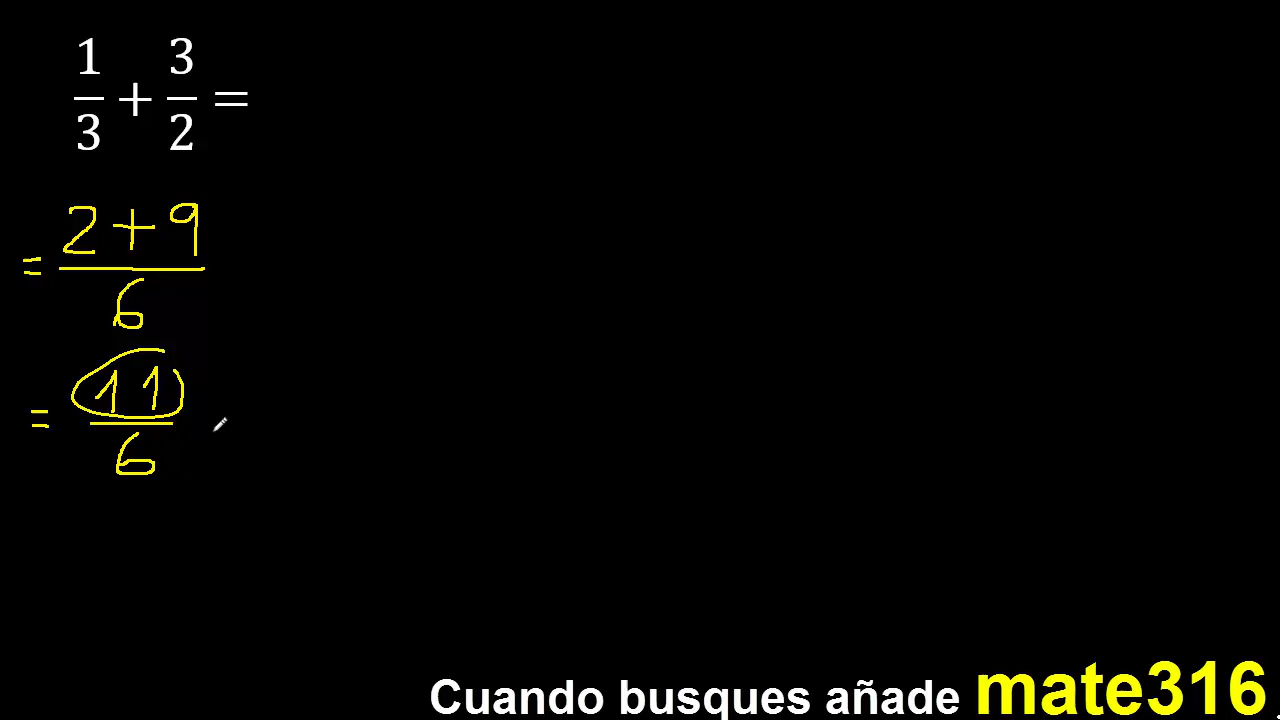 1/3 + 3/2 =
= (2+9)/6
= 11/6
Cuando busques añade mate316